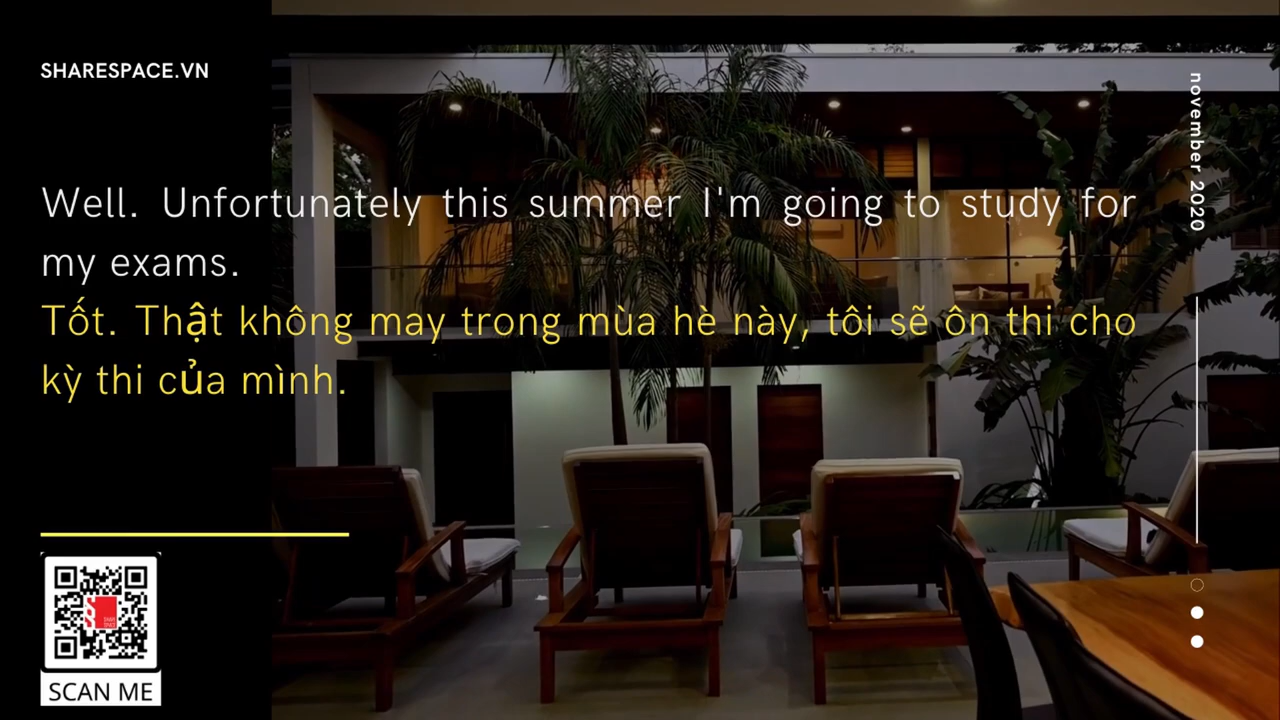 SHARESPACE.VN
november 2020
Well. Unfortunately this summer I'm going to study for
my exams.
Tốt. Thật không may trong mùa hè này, tôi sẽ ôn thi cho
kỳ thi của mình.
SCAN ME